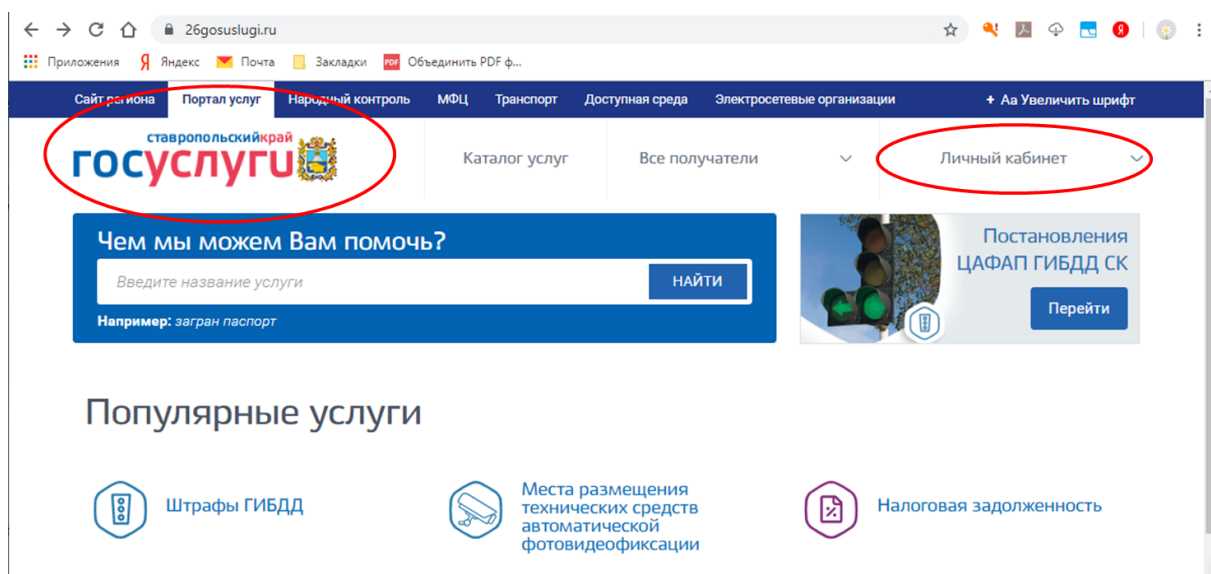 26gosuslugi.ru
Приложения Яндекс Почта Закладки PDF Объединить PDF ф...
Сайт региона Портал услуг Народный контроль МФЦ Транспорт Доступная среда Электросетевые организации + Aa Увеличить шрифт
ставропольскийкрай
госуслуги
Каталог услуг Все получатели Личный кабинет
Чем мы можем Вам помочь?
Введите название услуги НАЙТИ
Например: загран паспорт
Постановления
ЦАФАП ГИБДД СК
Перейти
Популярные услуги
Штрафы ГИБДД
Места размещения
технических средств
автоматической
фотовидеофиксации
Налоговая задолженность